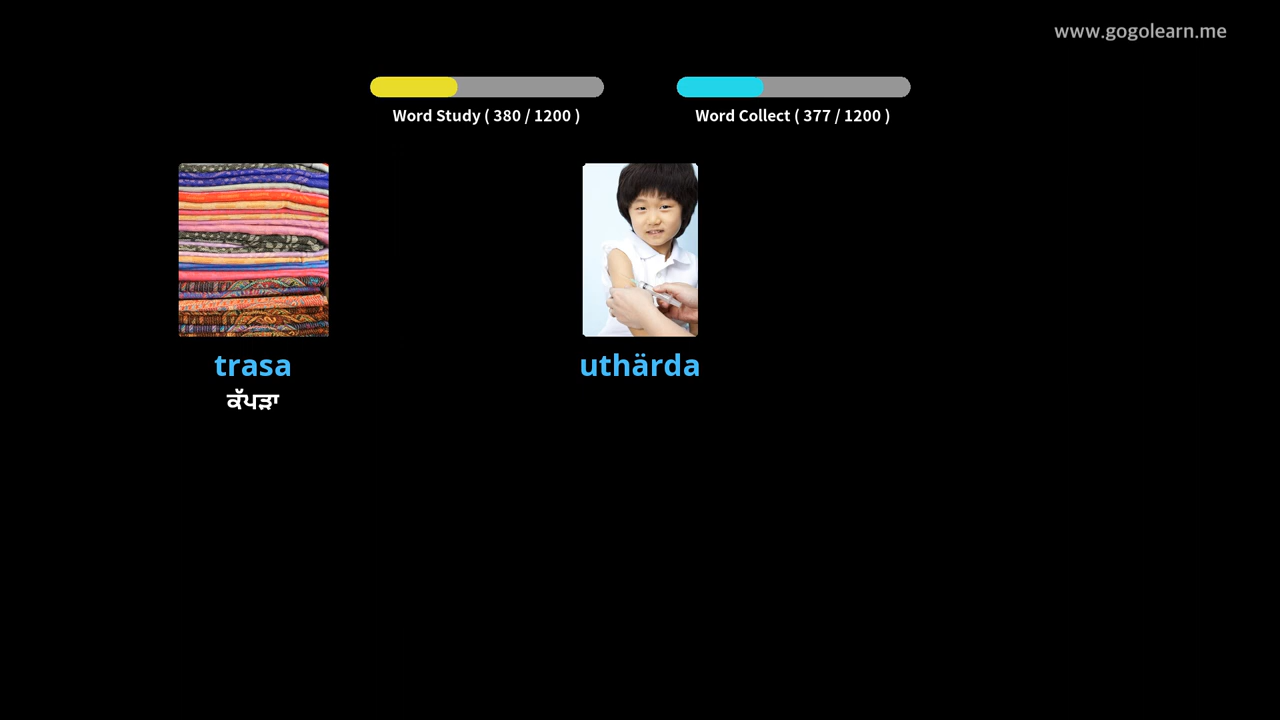 www.gogolearn.me
Word Study ( 380 / 1200 )
Word Collect ( 377 / 1200 )
trasa
ਕੱਪੜਾ
uthärda